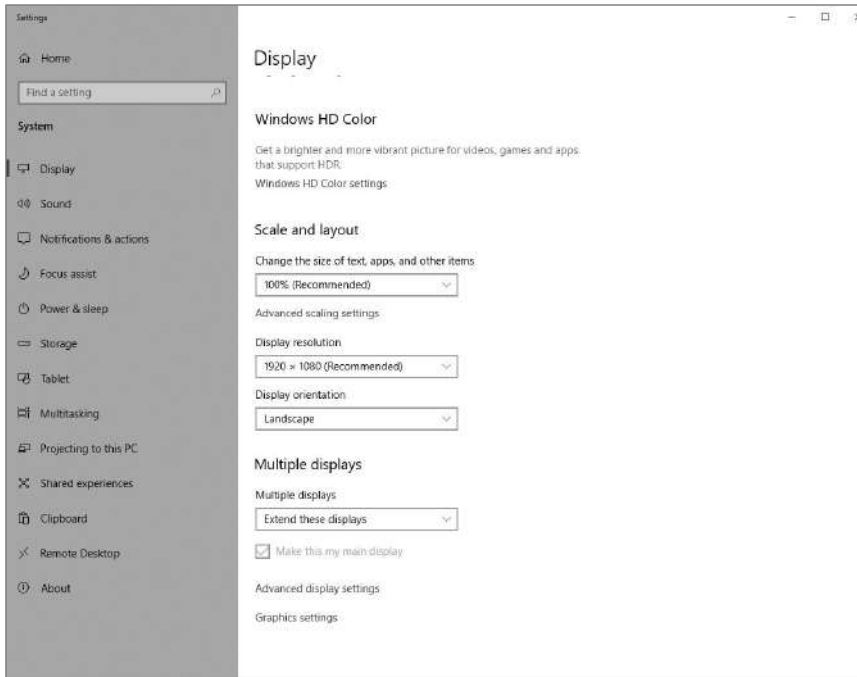 Settings
Home
Find a setting
System
Display
Sound
Notifications & actions
Focus assist
Power & sleep
Storage
Tablet
Multitasking
Projecting to this PC
Shared experiences
Clipboard
Remote Desktop
About
Display
Windows HD Color
Get a brighter and more vibrant picture for videos, games and apps
that support HDR.
Windows HD Color settings
Scale and layout
Change the size of text, apps, and other items
100% (Recommended)
Advanced scaling settings
Display resolution
1920 × 1080 (Recommended)
Display orientation
Landscape
Multiple displays
Multiple displays
Extend these displays
Make this my main display
Advanced display settings
Graphics settings